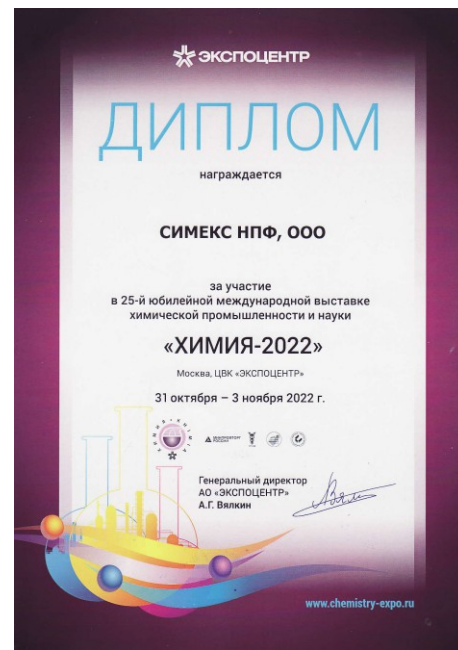 ЭКСПОЦЕНТР
ДИПЛОМ
награждается
СИМЕКС НПФ, ООО
за участие
в 25-й юбилейной международной выставке
химической промышленности и науки
«ХИМИЯ-2022»
Москва, ЦВК «ЭКСПОЦЕНТР»
31 октября – 3 ноября 2022 г.
Генеральный директор
АО «ЭКСПОЦЕНТР»
А.Г. Вялкин
www.chemistry-expo.ru